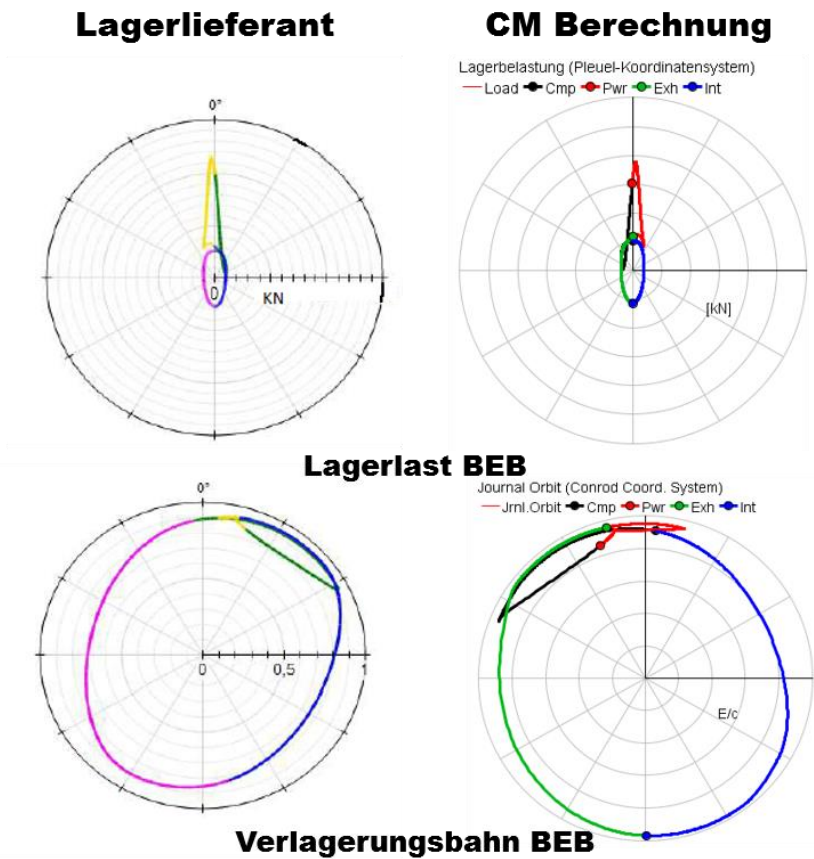 Lagerlieferant
CM Berechnung
0°
0
KN
Lagerbelastung (Pleuel-Koordinatensystem)
Load Cmp Pwr Exh Int
[kN]
Lagerlast BEB
0°
0 0,5 1
Journal Orbit (Conrod Coord. System)
Jrnl.Orbit Cmp Pwr Exh Int
E/c
Verlagerungsbahn BEB